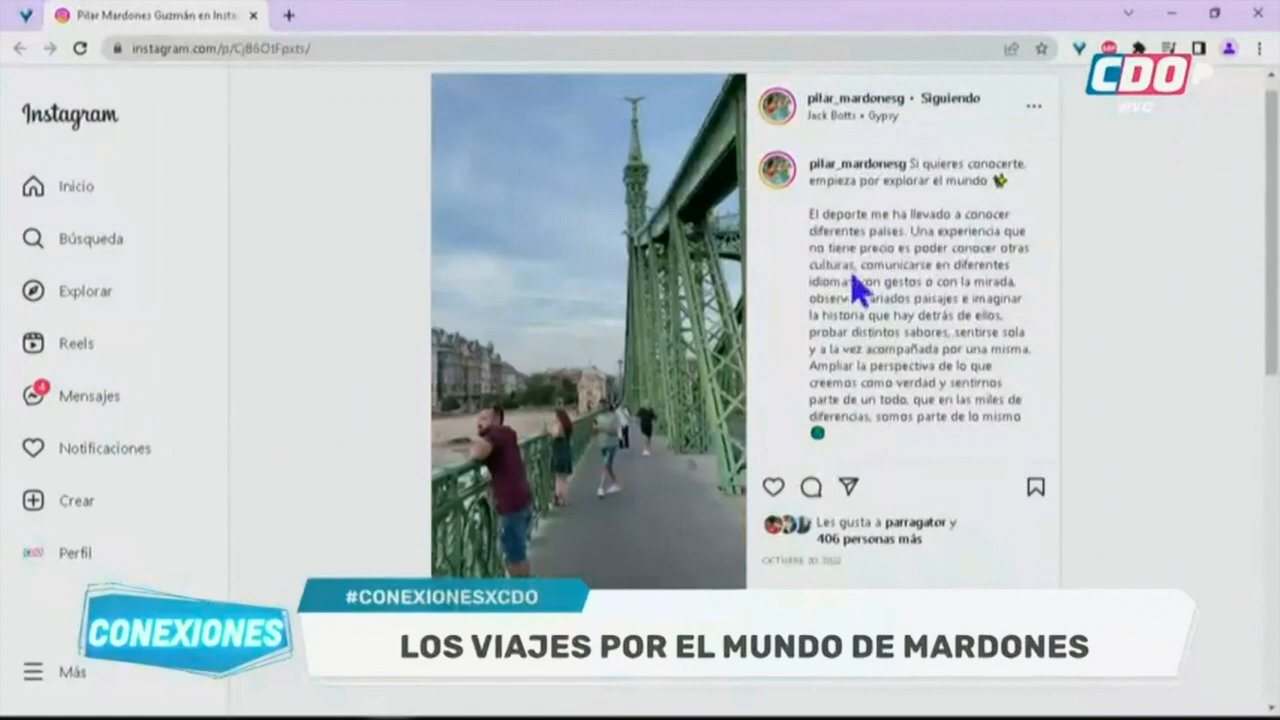 Pilar Mardones Guzmán en Insta
instagram.com/p/CjB6OtFpxts/
CDO
VIVO
Instagram
Inicio
Búsqueda
Explorar
Reels
4
Mensajes
Notificaciones
Crear
Perfil
Más
pilar_mardonesg • Siguiendo
Jack Botts • Gypsy
pilar_mardonesg Si quieres conocerte,
empieza por explorar el mundo
El deporte me ha llevado a conocer
diferentes países. Una experiencia que
no tiene precio es poder conocer otras
culturas, comunicarse en diferentes
gestos o con la mirada,
paisajes e imaginar
la historia que hay detrás de ellos,
probar distintos sabores, sentirse sola
y a la vez acompañada por una misma.
Ampliar la perspectiva de lo que
creemos como verdad y sentirnos
parte de un todo, que en las miles de
diferencias, somos parte de lo mismo
Les gusta a parragator y
406 personas más
OCTUBRE 20, 2022
#CONEXIONESXCDO
CONEXIONES
LOS VIAJES POR EL MUNDO DE MARDONES